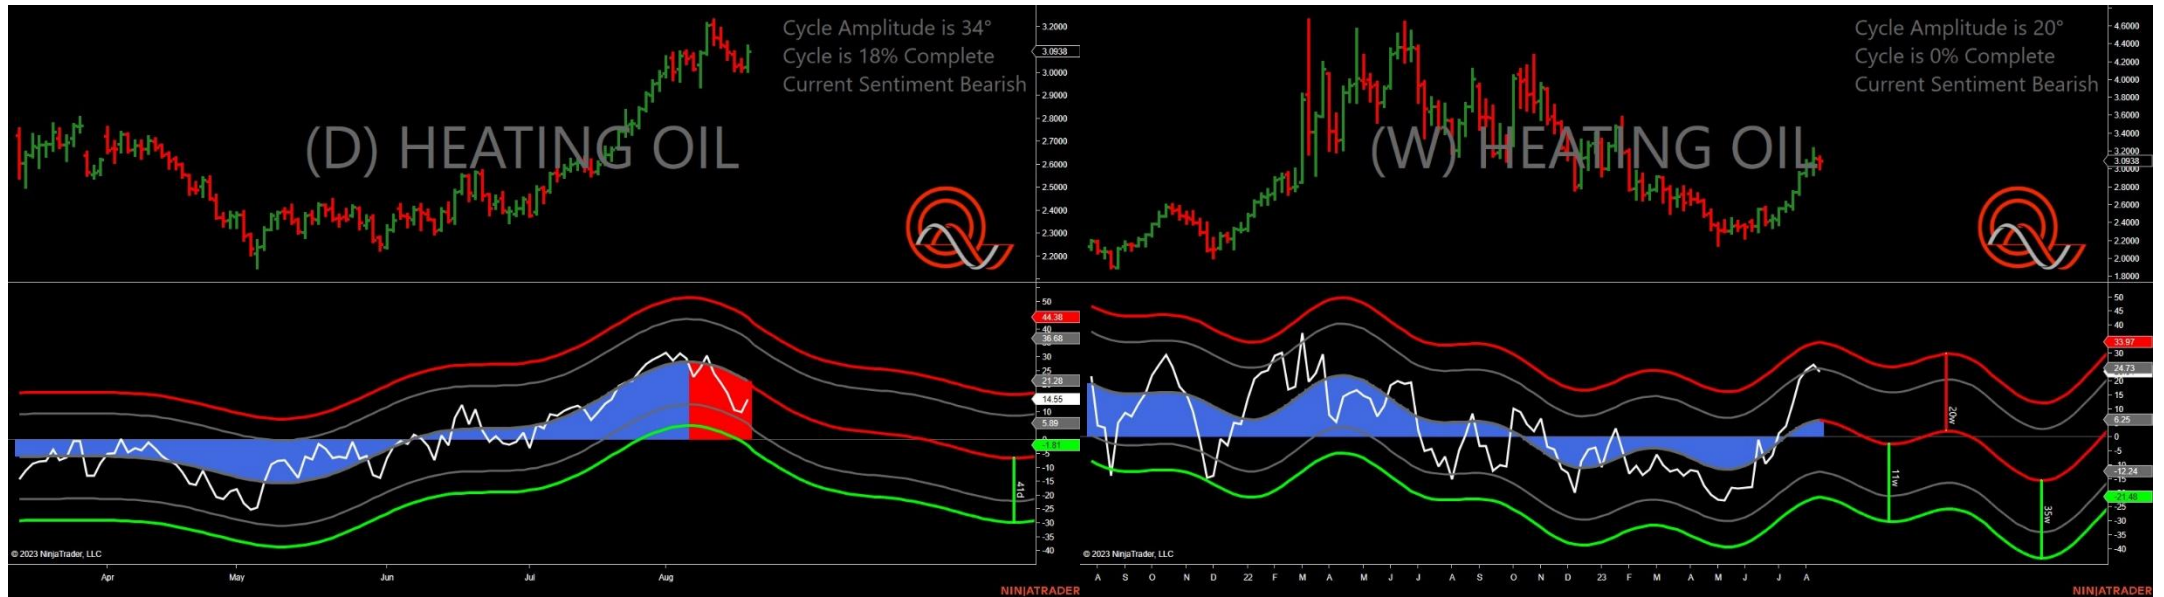 Cycle Amplitude is 34°
Cycle is 18% Complete
Current Sentiment Bearish
(D) HEATING OIL
3.2000
3.0938
3.0000
2.9000
2.8000
2.7000
2.6000
2.5000
2.4000
2.3000
2.2000
50
44.38
40
36.68
30
25
21.28
14.55
10
5.89
-1.81
-5
-10
-15
-20
-25
-30
-35
-40
41d
© 2023 NinjaTrader, LLC
Apr
May
Jun
Jul
Aug
NINJATRADER
Cycle Amplitude is 20°
Cycle is 0% Complete
Current Sentiment Bearish
(W) HEATING OIL
4.6000
4.4000
4.2000
4.0000
3.8000
3.6000
3.4000
3.2000
3.0938
3.0000
2.8000
2.6000
2.4000
2.2000
2.0000
1.8000
50
45
40
33.97
30
24.73
20
15
10
6.25
0
-5
-12.24
-15
-21.48
-25
-30
-35
-40
20w
11w
35w
© 2023 NinjaTrader, LLC
A S O N D 22 F M A M J J A S O N D 23 F M A M J J A
NINJATRADER